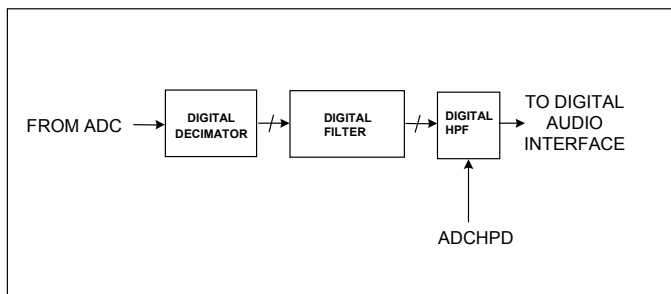 FROM ADC
DIGITAL
DECIMATOR
DIGITAL
FILTER
DIGITAL
HPF
TO DIGITAL
AUDIO
INTERFACE
ADCHPD